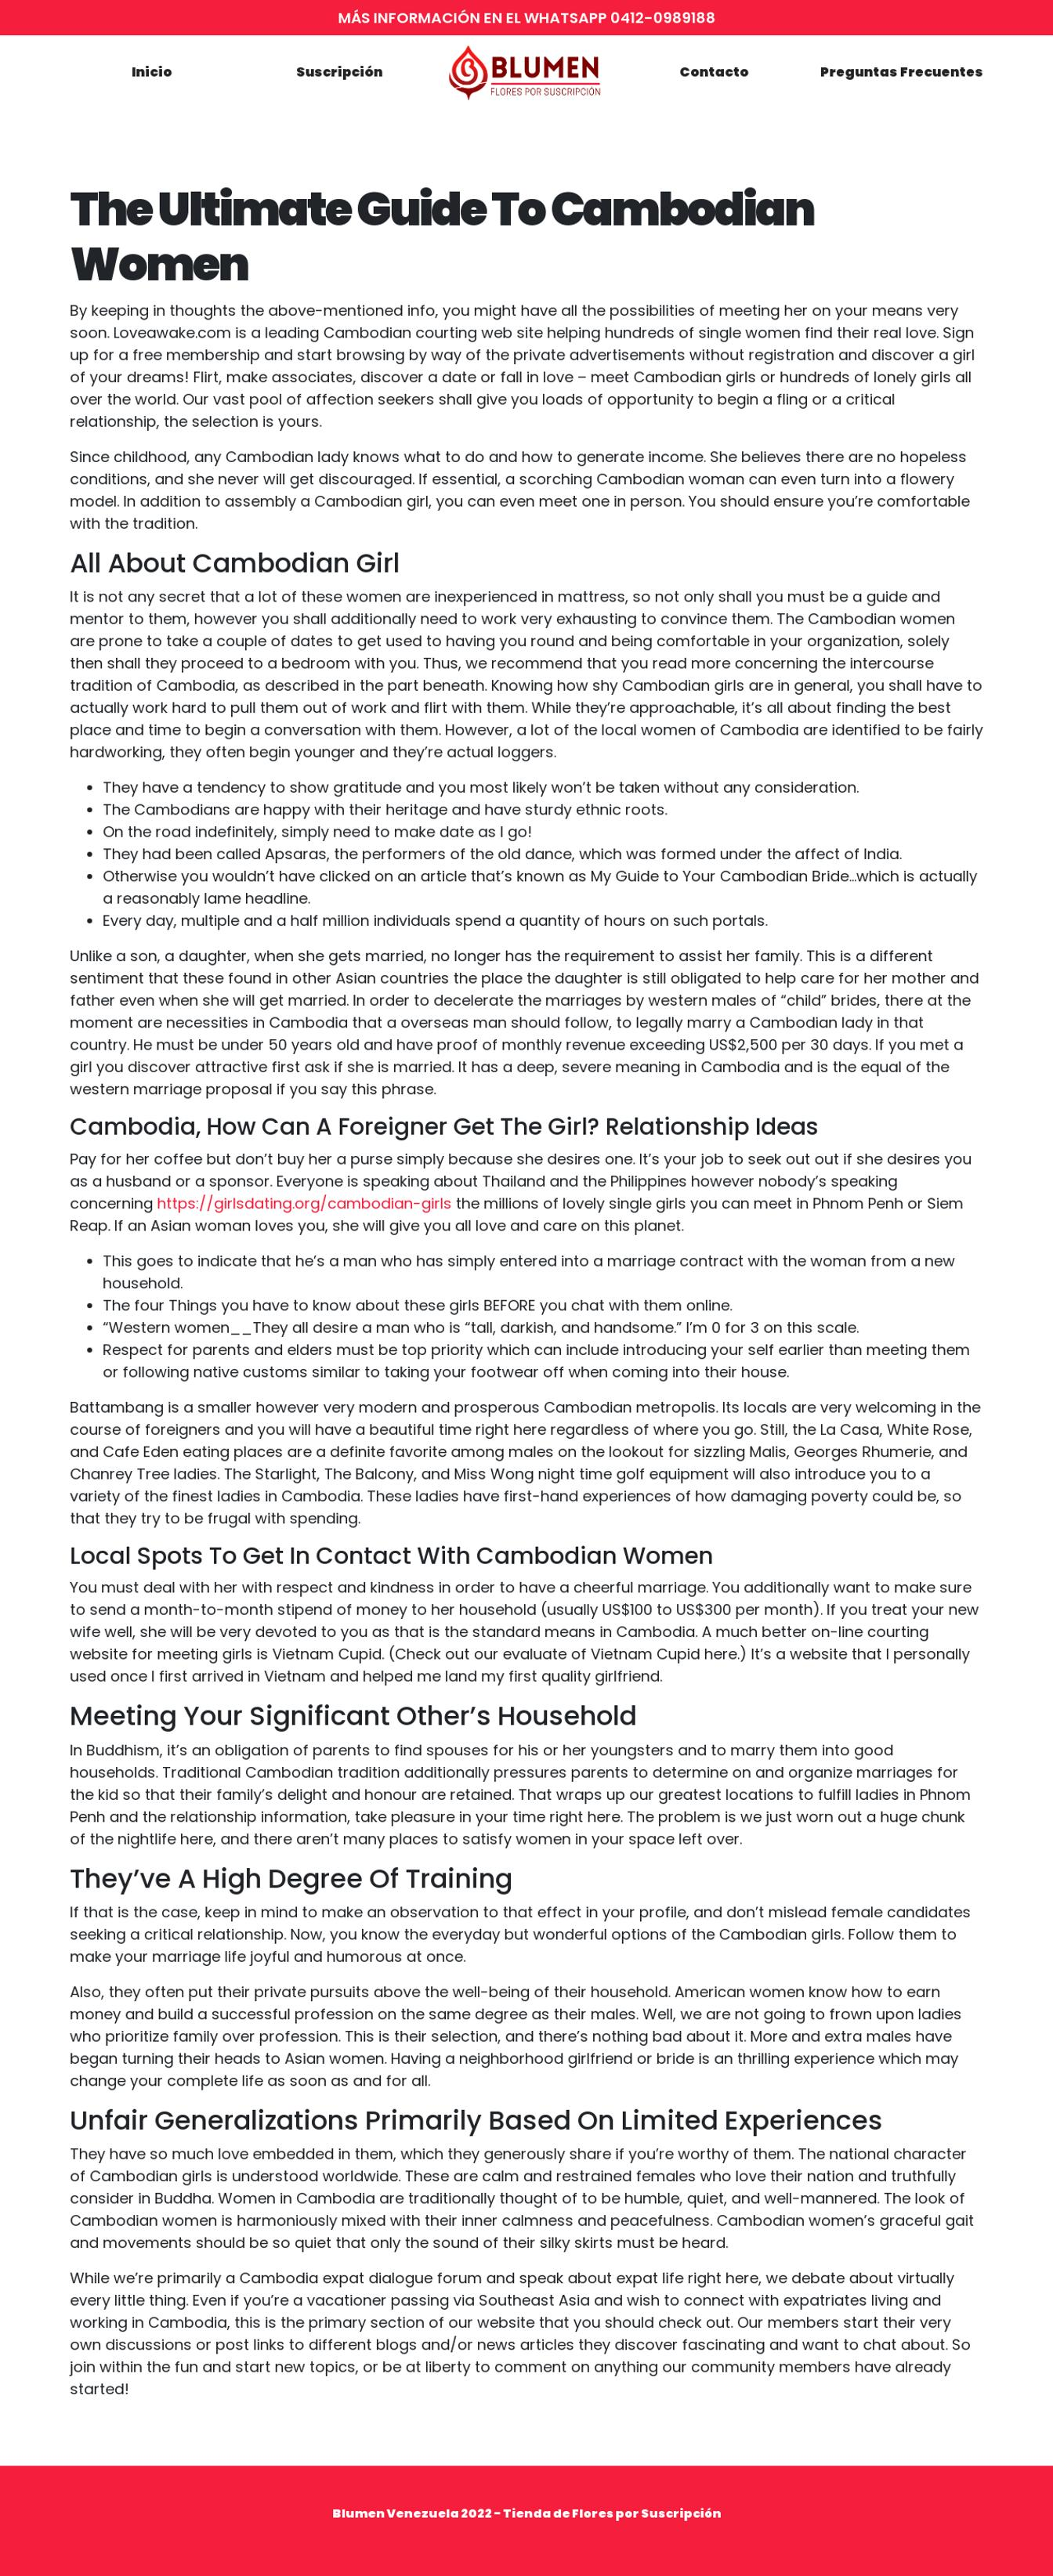 MÁS INFORMACIÓN EN EL WHATSAPP 0412-0989188
Inicio
Suscripción
BLUMEN
FLORES POR SUSCRIPCIÓN
Contacto
Preguntas Frecuentes
The Ultimate Guide To Cambodian
Women
By keeping in thoughts the above-mentioned info, you might have all the possibilities of meeting her on your means very
soon. Loveawake.com is a leading Cambodian courting web site helping hundreds of single women find their real love. Sign
up for a free membership and start browsing by way of the private advertisements without registration and discover a girl
of your dreams! Flirt, make associates, discover a date or fall in love – meet Cambodian girls or hundreds of lonely girls all
over the world. Our vast pool of affection seekers shall give you loads of opportunity to begin a fling or a critical
relationship, the selection is yours.
Since childhood, any Cambodian lady knows what to do and how to generate income. She believes there are no hopeless
conditions, and she never will get discouraged. If essential, a scorching Cambodian woman can even turn into a flowery
model. In addition to assembly a Cambodian girl, you can even meet one in person. You should ensure you’re comfortable
with the tradition.
All About Cambodian Girl
It is not any secret that a lot of these women are inexperienced in mattress, so not only shall you must be a guide and
mentor to them, however you shall additionally need to work very exhausting to convince them. The Cambodian women
are prone to take a couple of dates to get used to having you round and being comfortable in your organization, solely
then shall they proceed to a bedroom with you. Thus, we recommend that you read more concerning the intercourse
tradition of Cambodia, as described in the part beneath. Knowing how shy Cambodian girls are in general, you shall have to
actually work hard to pull them out of work and flirt with them. While they’re approachable, it’s all about finding the best
place and time to begin a conversation with them. However, a lot of the local women of Cambodia are identified to be fairly
hardworking, they often begin younger and they’re actual loggers.
• They have a tendency to show gratitude and you most likely won’t be taken without any consideration.
• The Cambodians are happy with their heritage and have sturdy ethnic roots.
• On the road indefinitely, simply need to make date as I go!
• They had been called Apsaras, the performers of the old dance, which was formed under the affect of India.
• Otherwise you wouldn’t have clicked on an article that’s known as My Guide to Your Cambodian Bride…which is actually
a reasonably lame headline.
• Every day, multiple and a half million individuals spend a quantity of hours on such portals.
Unlike a son, a daughter, when she gets married, no longer has the requirement to assist her family. This is a different
sentiment that these found in other Asian countries the place the daughter is still obligated to help care for her mother and
father even when she will get married. In order to decelerate the marriages by western males of “child” brides, there at the
moment are necessities in Cambodia that a overseas man should follow, to legally marry a Cambodian lady in that
country. He must be under 50 years old and have proof of monthly revenue exceeding US$2,500 per 30 days. If you met a
girl you discover attractive first ask if she is married. It has a deep, severe meaning in Cambodia and is the equal of the
western marriage proposal if you say this phrase.
Cambodia, How Can A Foreigner Get The Girl? Relationship Ideas
Pay for her coffee but don’t buy her a purse simply because she desires one. It’s your job to seek out out if she desires you
as a husband or a sponsor. Everyone is speaking about Thailand and the Philippines however nobody’s speaking
concerning https://girlsdating.org/cambodian-girls the millions of lovely single girls you can meet in Phnom Penh or Siem
Reap. If an Asian woman loves you, she will give you all love and care on this planet.
• This goes to indicate that he’s a man who has simply entered into a marriage contract with the woman from a new
household.
• The four Things you have to know about these girls BEFORE you chat with them online.
• “Western women__They all desire a man who is “tall, darkish, and handsome.” I’m 0 for 3 on this scale.
• Respect for parents and elders must be top priority which can include introducing your self earlier than meeting them
or following native customs similar to taking your footwear off when coming into their house.
Battambang is a smaller however very modern and prosperous Cambodian metropolis. Its locals are very welcoming in the
course of foreigners and you will have a beautiful time right here regardless of where you go. Still, the La Casa, White Rose,
and Cafe Eden eating places are a definite favorite among males on the lookout for sizzling Malis, Georges Rhumerie, and
Chanrey Tree ladies. The Starlight, The Balcony, and Miss Wong night time golf equipment will also introduce you to a
variety of the finest ladies in Cambodia. These ladies have first-hand experiences of how damaging poverty could be, so
that they try to be frugal with spending.
Local Spots To Get In Contact With Cambodian Women
You must deal with her with respect and kindness in order to have a cheerful marriage. You additionally want to make sure
to send a month-to-month stipend of money to her household (usually US$100 to US$300 per month). If you treat your new
wife well, she will be very devoted to you as that is the standard means in Cambodia. A much better on-line courting
website for meeting girls is Vietnam Cupid. (Check out our evaluate of Vietnam Cupid here.) It’s a website that I personally
used once I first arrived in Vietnam and helped me land my first quality girlfriend.
Meeting Your Significant Other’s Household
In Buddhism, it’s an obligation of parents to find spouses for his or her youngsters and to marry them into good
households. Traditional Cambodian tradition additionally pressures parents to determine on and organize marriages for
the kid so that their family’s delight and honour are retained. That wraps up our greatest locations to fulfill ladies in Phnom
Penh and the relationship information, take pleasure in your time right here. The problem is we just worn out a huge chunk
of the nightlife here, and there aren’t many places to satisfy women in your space left over.
They’ve A High Degree Of Training
If that is the case, keep in mind to make an observation to that effect in your profile, and don’t mislead female candidates
seeking a critical relationship. Now, you know the everyday but wonderful options of the Cambodian girls. Follow them to
make your marriage life joyful and humorous at once.
Also, they often put their private pursuits above the well-being of their household. American women know how to earn
money and build a successful profession on the same degree as their males. Well, we are not going to frown upon ladies
who prioritize family over profession. This is their selection, and there’s nothing bad about it. More and extra males have
began turning their heads to Asian women. Having a neighborhood girlfriend or bride is an thrilling experience which may
change your complete life as soon as and for all.
Unfair Generalizations Primarily Based On Limited Experiences
They have so much love embedded in them, which they generously share if you’re worthy of them. The national character
of Cambodian girls is understood worldwide. These are calm and restrained females who love their nation and truthfully
consider in Buddha. Women in Cambodia are traditionally thought of to be humble, quiet, and well-mannered. The look of
Cambodian women is harmoniously mixed with their inner calmness and peacefulness. Cambodian women’s graceful gait
and movements should be so quiet that only the sound of their silky skirts must be heard.
While we’re primarily a Cambodia expat dialogue forum and speak about expat life right here, we debate about virtually
every little thing. Even if you’re a vacationer passing via Southeast Asia and wish to connect with expatriates living and
working in Cambodia, this is the primary section of our website that you should check out. Our members start their very
own discussions or post links to different blogs and/or news articles they discover fascinating and want to chat about. So
join within the fun and start new topics, or be at liberty to comment on anything our community members have already
started!
Blumen Venezuela 2022 - Tienda de Flores por Suscripción